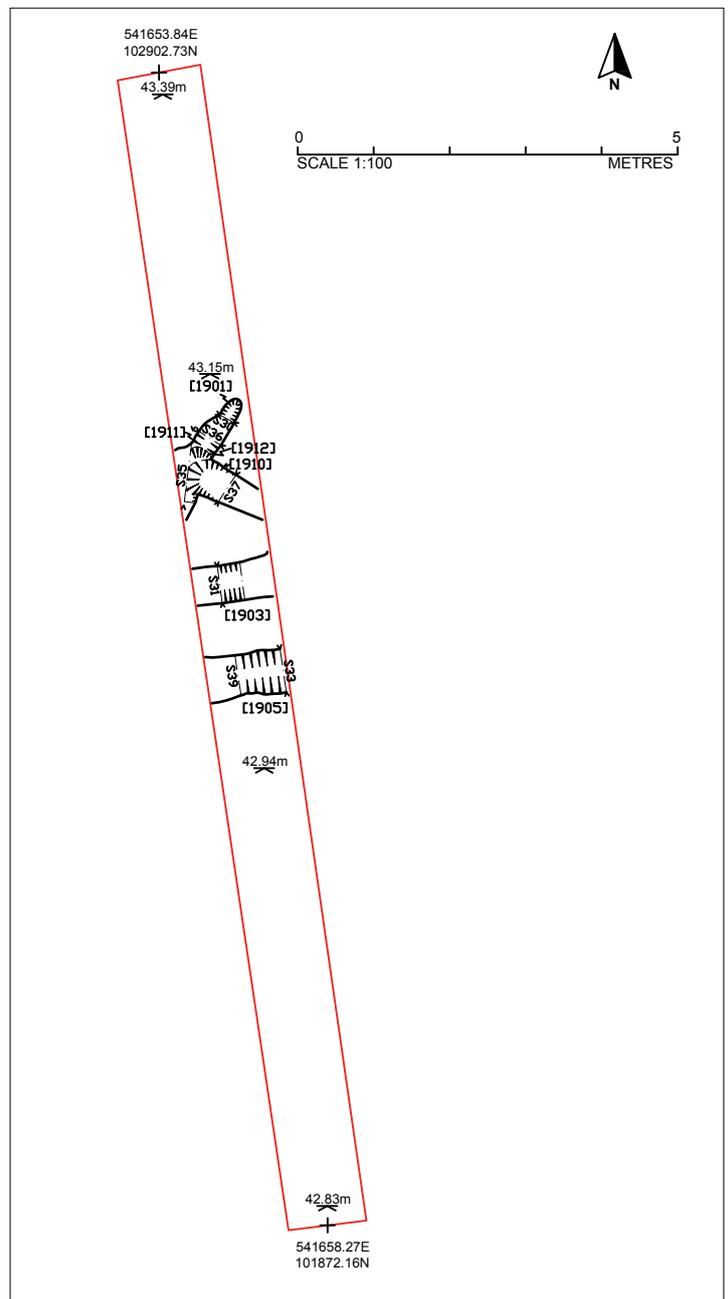 541653.84E
102902.73N
43.39m
N
0 5
SCALE 1:100 METRES
43.15m
[1901]
[1911]
S36
[1912]
[1910]
S35
S37
S31
[1903]
S39
S33
[1905]
42.94m
42.83m
541658.27E
101872.16N